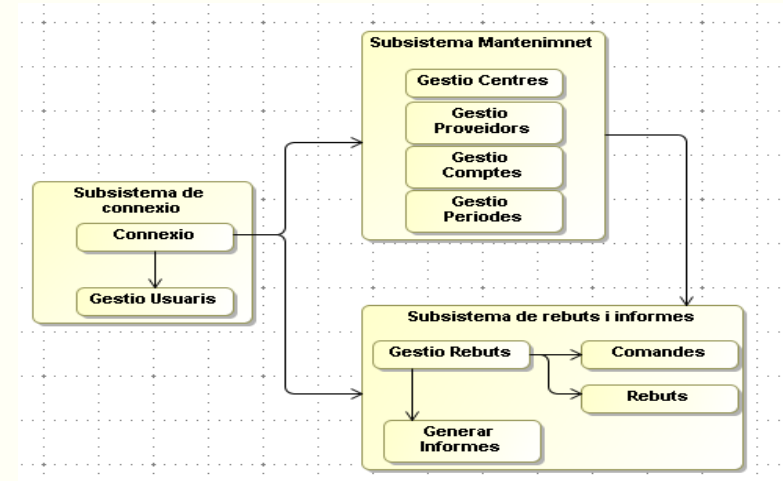 Subsistema Mantenimnet
Gestio Centres
Gestio
Proveidors
Gestio
Comptes
Gestio
Periodes
Subsistema de
connexio
Connexio
Gestio Usuaris
Subsistema de rebuts i informes
Gestio Rebuts
Comandes
Rebuts
Generar
Informes